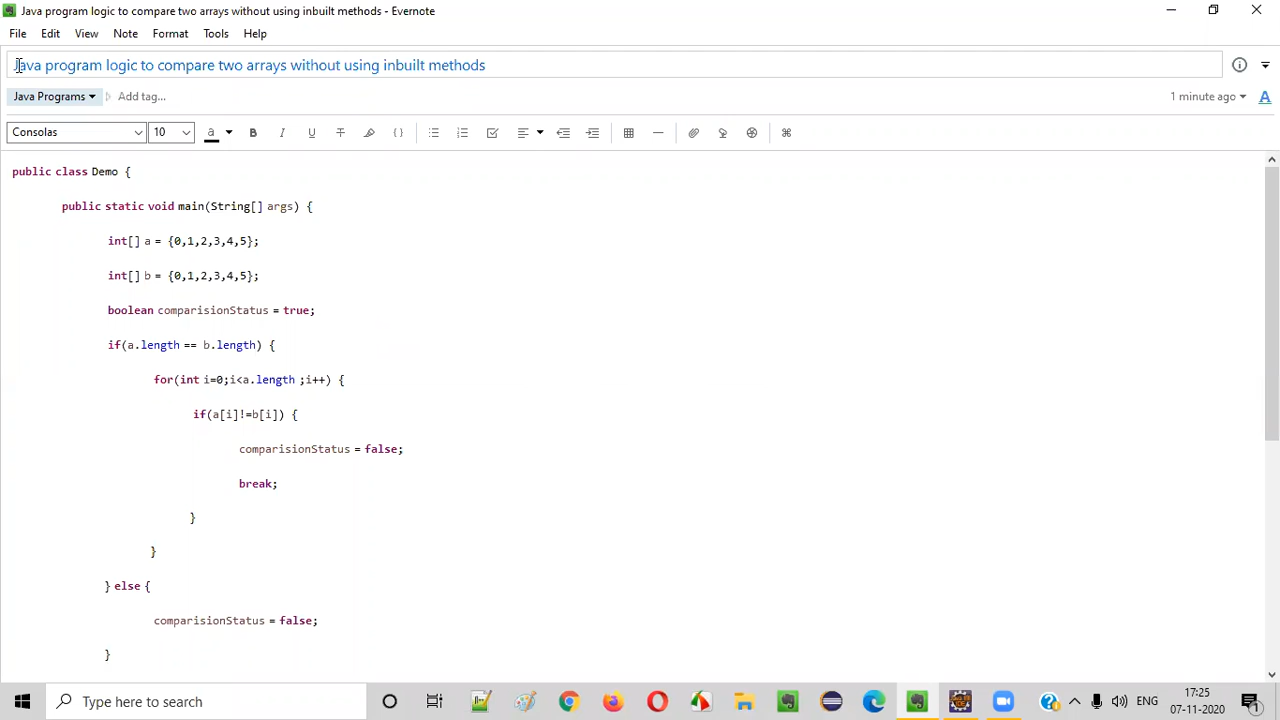 Java program logic to compare two arrays without using inbuilt methods - Evernote
File Edit View Note Format Tools Help
Java program logic to compare two arrays without using inbuilt methods
Java Programs Add tag... 1 minute ago A
Consolas 10 a B I U T { }
public class Demo {
public static void main(String[] args) {
int[] a = {0,1,2,3,4,5};
int[] b = {0,1,2,3,4,5};
boolean comparisionStatus = true;
if(a.length == b.length) {
for(int i=0;i<a.length ;i++) {
if(a[i]!=b[i]) {
comparisionStatus = false;
break;
}
}
} else {
comparisionStatus = false;
}
Type here to search ENG 17:25
07-11-2020 1